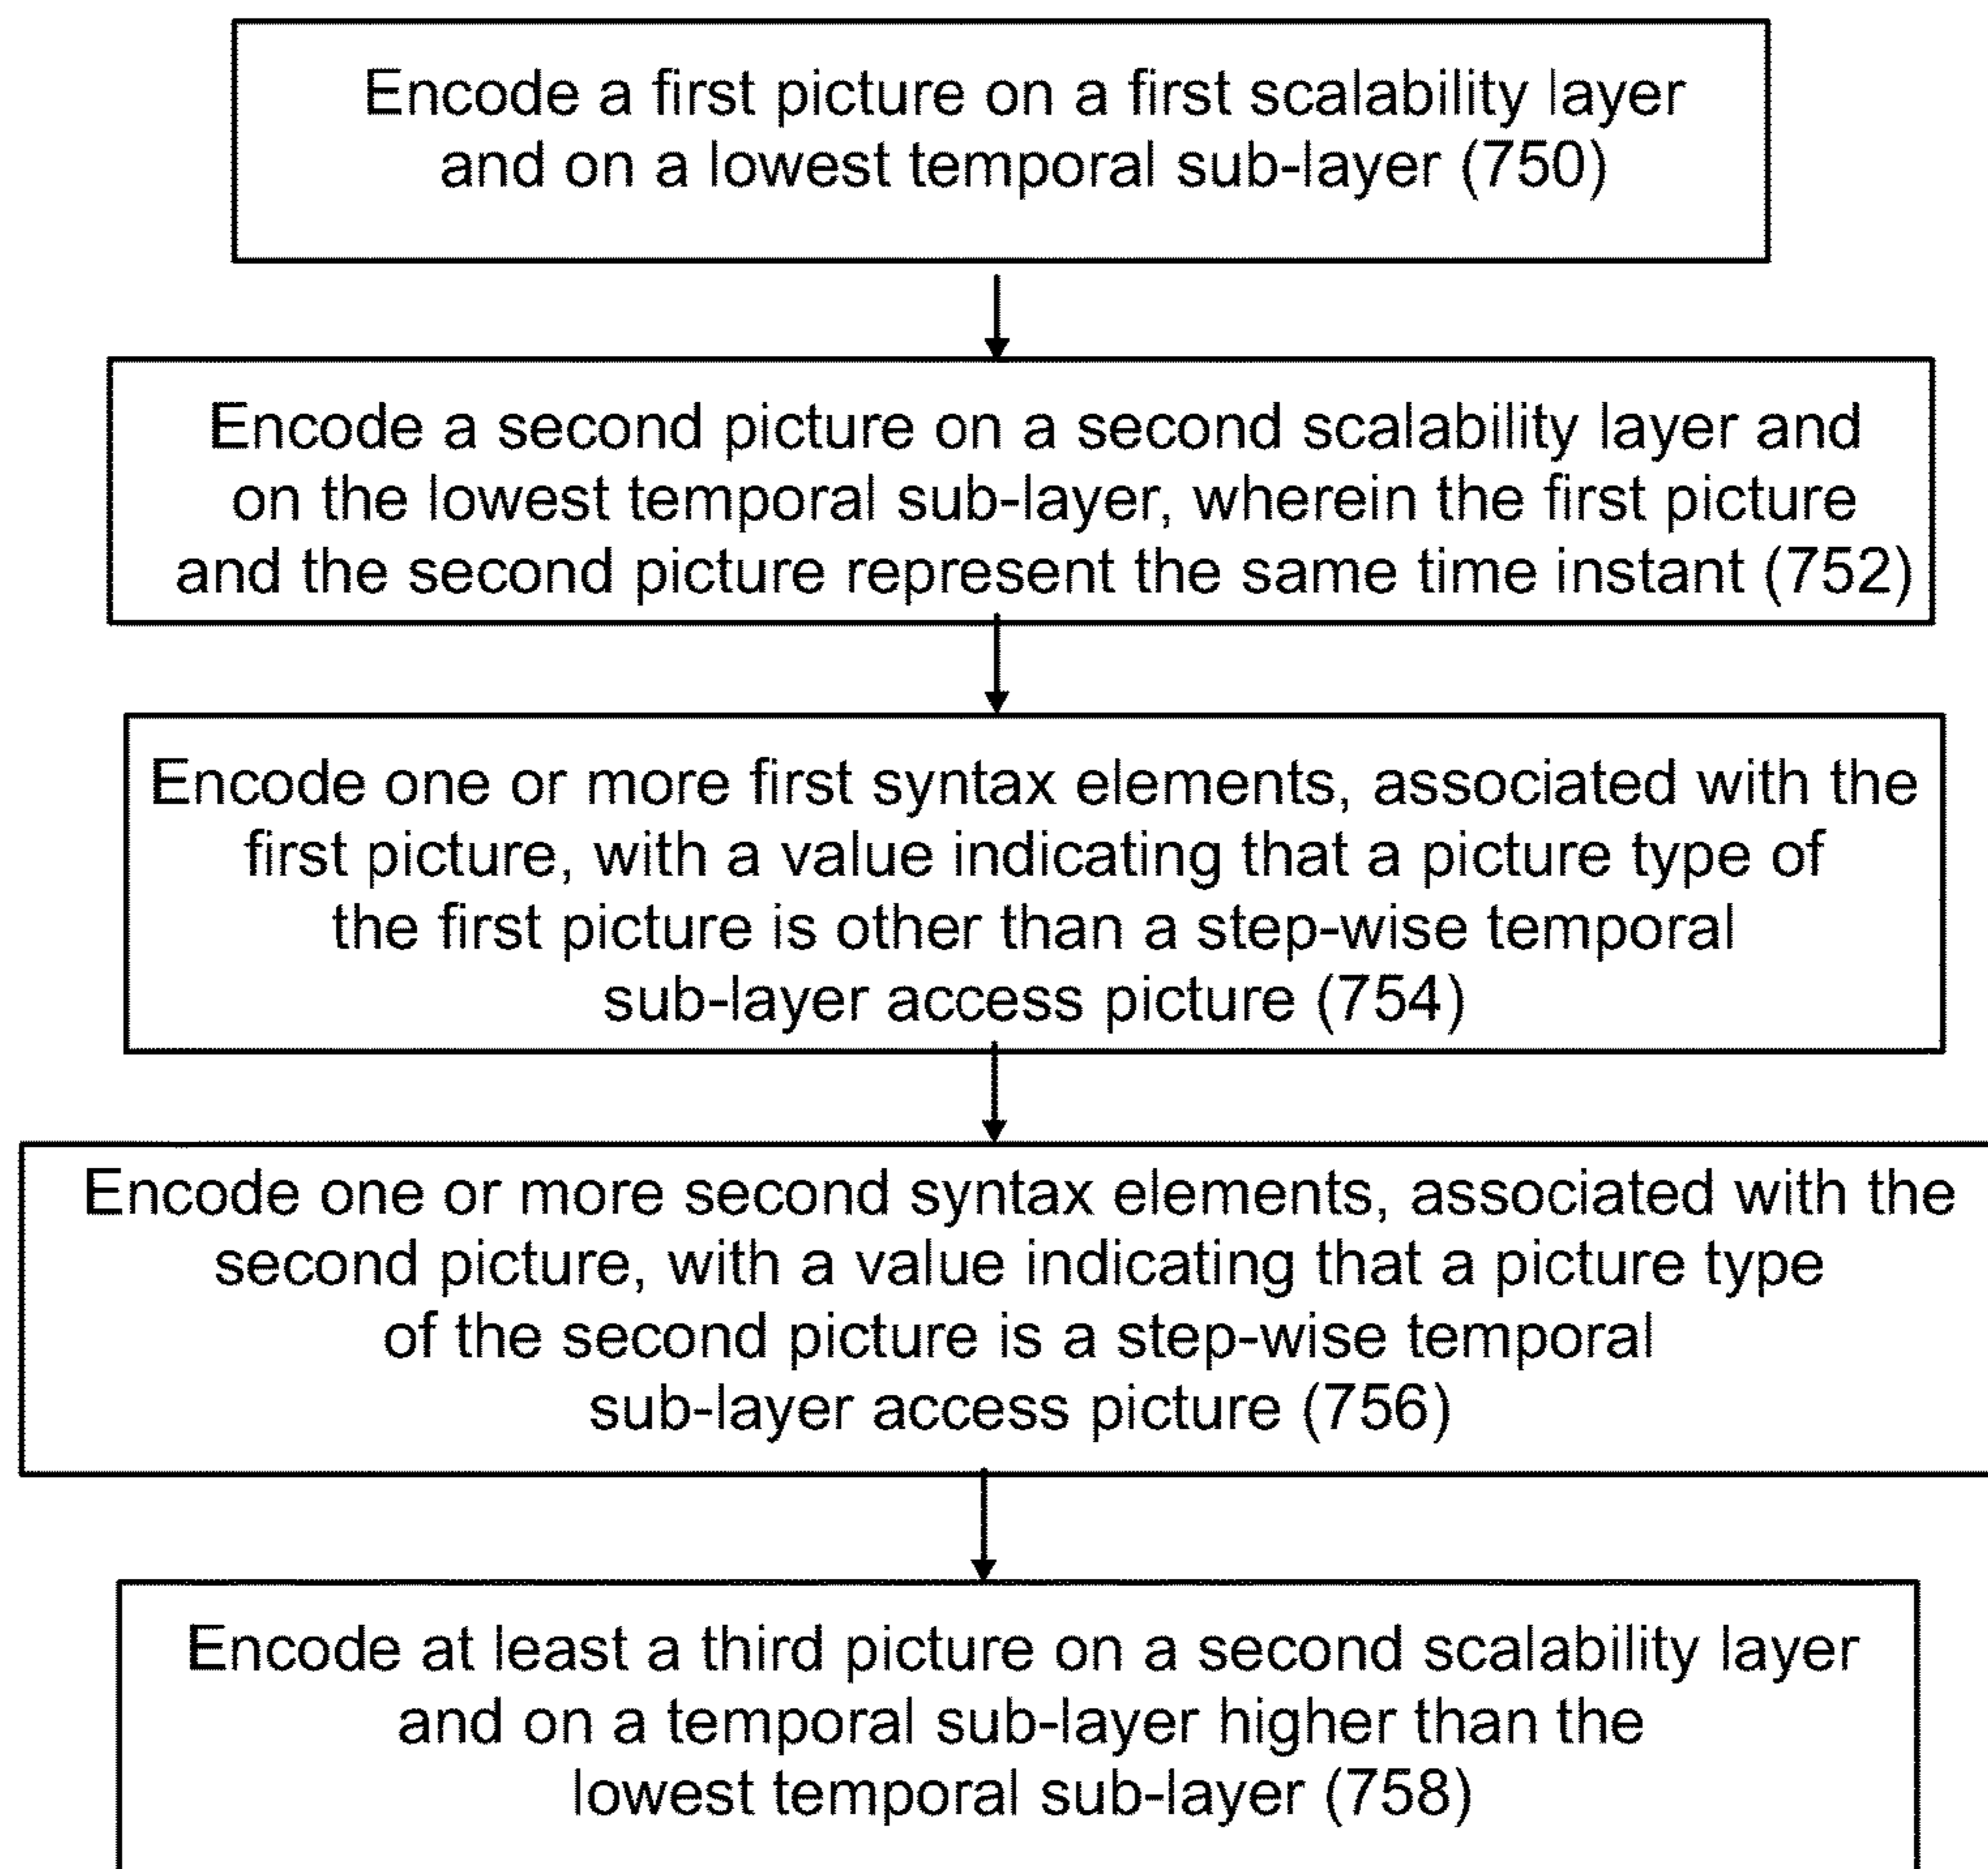 Encode a first picture on a first scalability layer
and on a lowest temporal sub-layer (750)
Encode a second picture on a second scalability layer and
on the lowest temporal sub-layer, wherein the first picture
and the second picture represent the same time instant (752)
Encode one or more first syntax elements, associated with the
first picture, with a value indicating that a picture type of
the first picture is other than a step-wise temporal
sub-layer access picture (754)
Encode one or more second syntax elements, associated with the
second picture, with a value indicating that a picture type
of the second picture is a step-wise temporal
sub-layer access picture (756)
Encode at least a third picture on a second scalability layer
and on a temporal sub-layer higher than the
lowest temporal sub-layer (758)